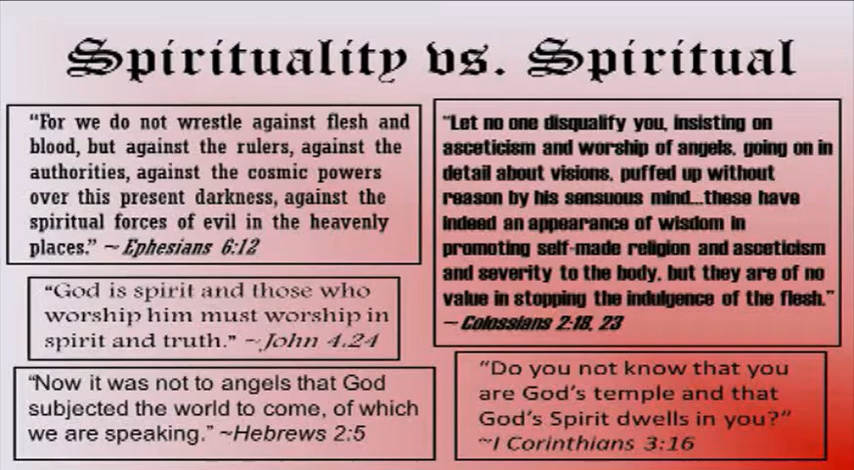 Spirituality vs. Spiritual
“For we do not wrestle against flesh and
blood, but against the rulers, against the
authorities, against the cosmic powers
over this present darkness, against the
spiritual forces of evil in the heavenly
places.” ~ Ephesians 6:12
“God is spirit and those who
worship him must worship in
spirit and truth.” ~John 4.24
“Now it was not to angels that God
subjected the world to come, of which
we are speaking.” ~Hebrews 2:5
“Let no one disqualify you, insisting on
asceticism and worship of angels, going on in
detail about visions, puffed up without
reason by his sensuous mind...these have
indeed an appearance of wisdom in
promoting self-made religion and asceticism
and severity to the body, but they are of no
value in stopping the indulgence of the flesh.”
~ Colossians 2:18, 23
“Do you not know that you
are God’s temple and that
God’s Spirit dwells in you?”
~I Corinthians 3:16